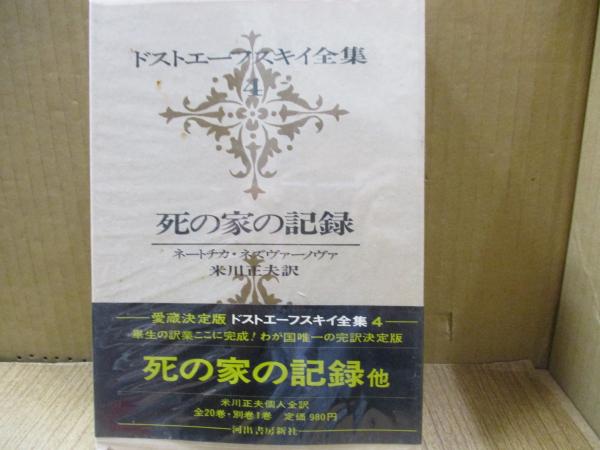 ドストエーフスキイ全集
4
死の家の記録
ネートチカ・ネズヴァーノヴァ
米川正夫訳
愛蔵決定版 ドストエーフスキイ全集 4
畢生の訳業ここに完成!わが国唯一の完訳決定版
死の家の記録他
米川正夫個人全訳
全20巻・別巻1巻 定価 980円
河出書房新社